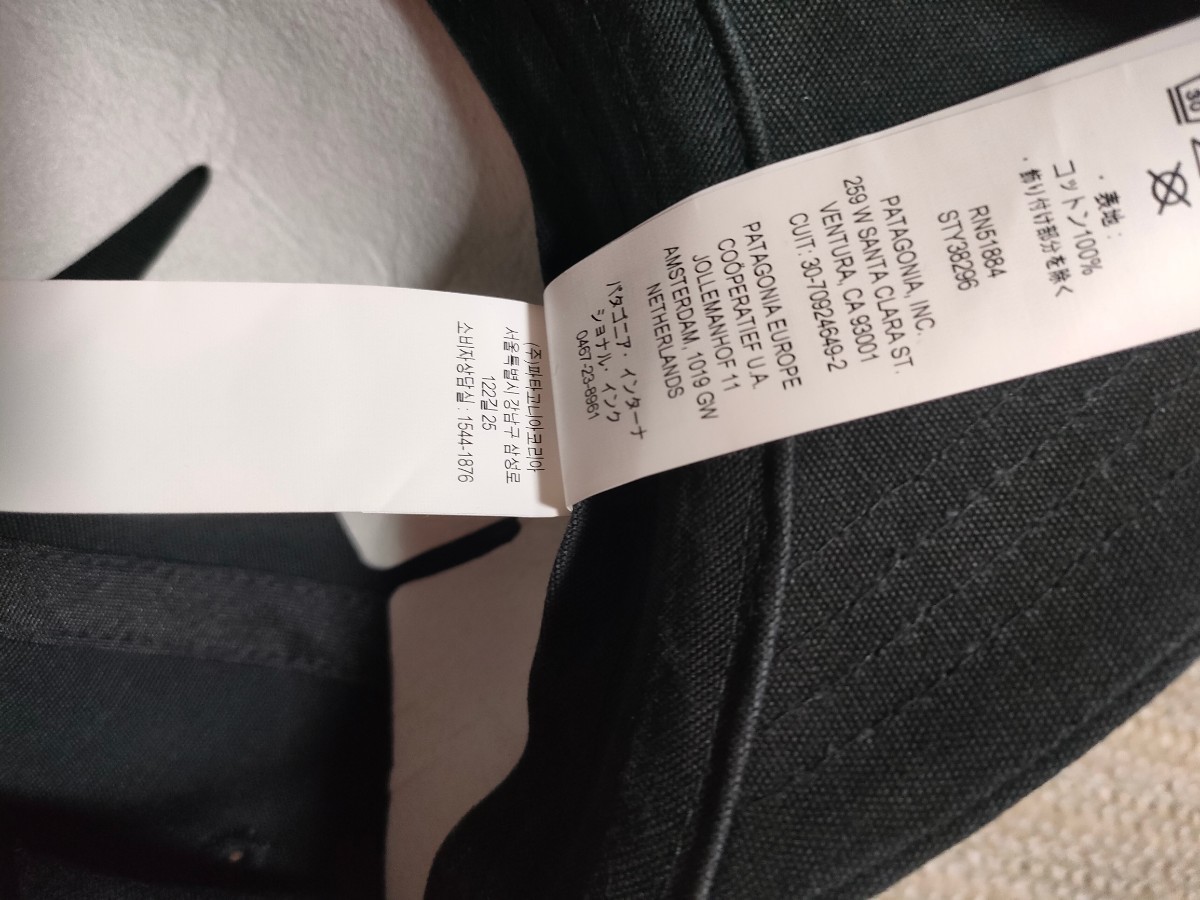 ・表地：
コットン100%
・飾り付け部分を除く
RN51884
STY38296
PATAGONIA, INC.
259 W SANTA CLARA ST.
VENTURA, CA 93001
CUIT: 30-70924649-2
PATAGONIA EUROPE
COÖPERATIEF U.A.
JOLLEMANHOF 11
AMSTERDAM, 1019 GW
NETHERLANDS
パタゴニア・インターナ
ショナル・インク
0467-23-8961
(주)파타고니아코리아
서울특별시 강남구 삼성로
122길 25
소비자상담실 : 1544-1876